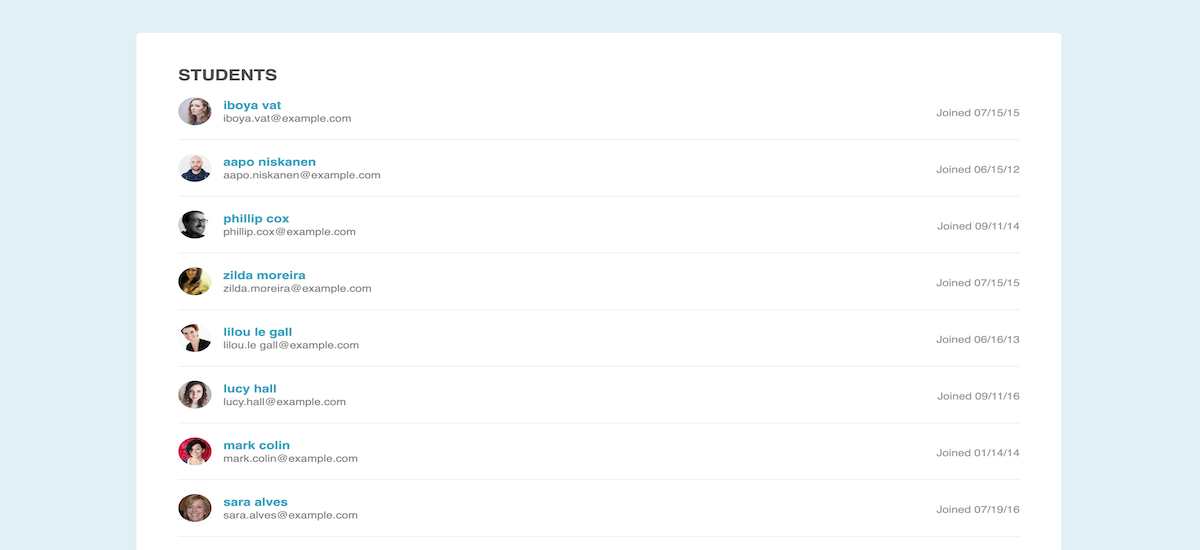 STUDENTS
iboya vat
iboya.vat@example.com
Joined 07/15/15
aapo niskanen
aapo.niskanen@example.com
Joined 06/15/12
phillip cox
phillip.cox@example.com
Joined 09/11/14
zilda moreira
zilda.moreira@example.com
Joined 07/15/15
lilou le gall
lilou.le gall@example.com
Joined 06/16/13
lucy hall
lucy.hall@example.com
Joined 09/11/16
mark colin
mark.colin@example.com
Joined 01/14/14
sara alves
sara.alves@example.com
Joined 07/19/16